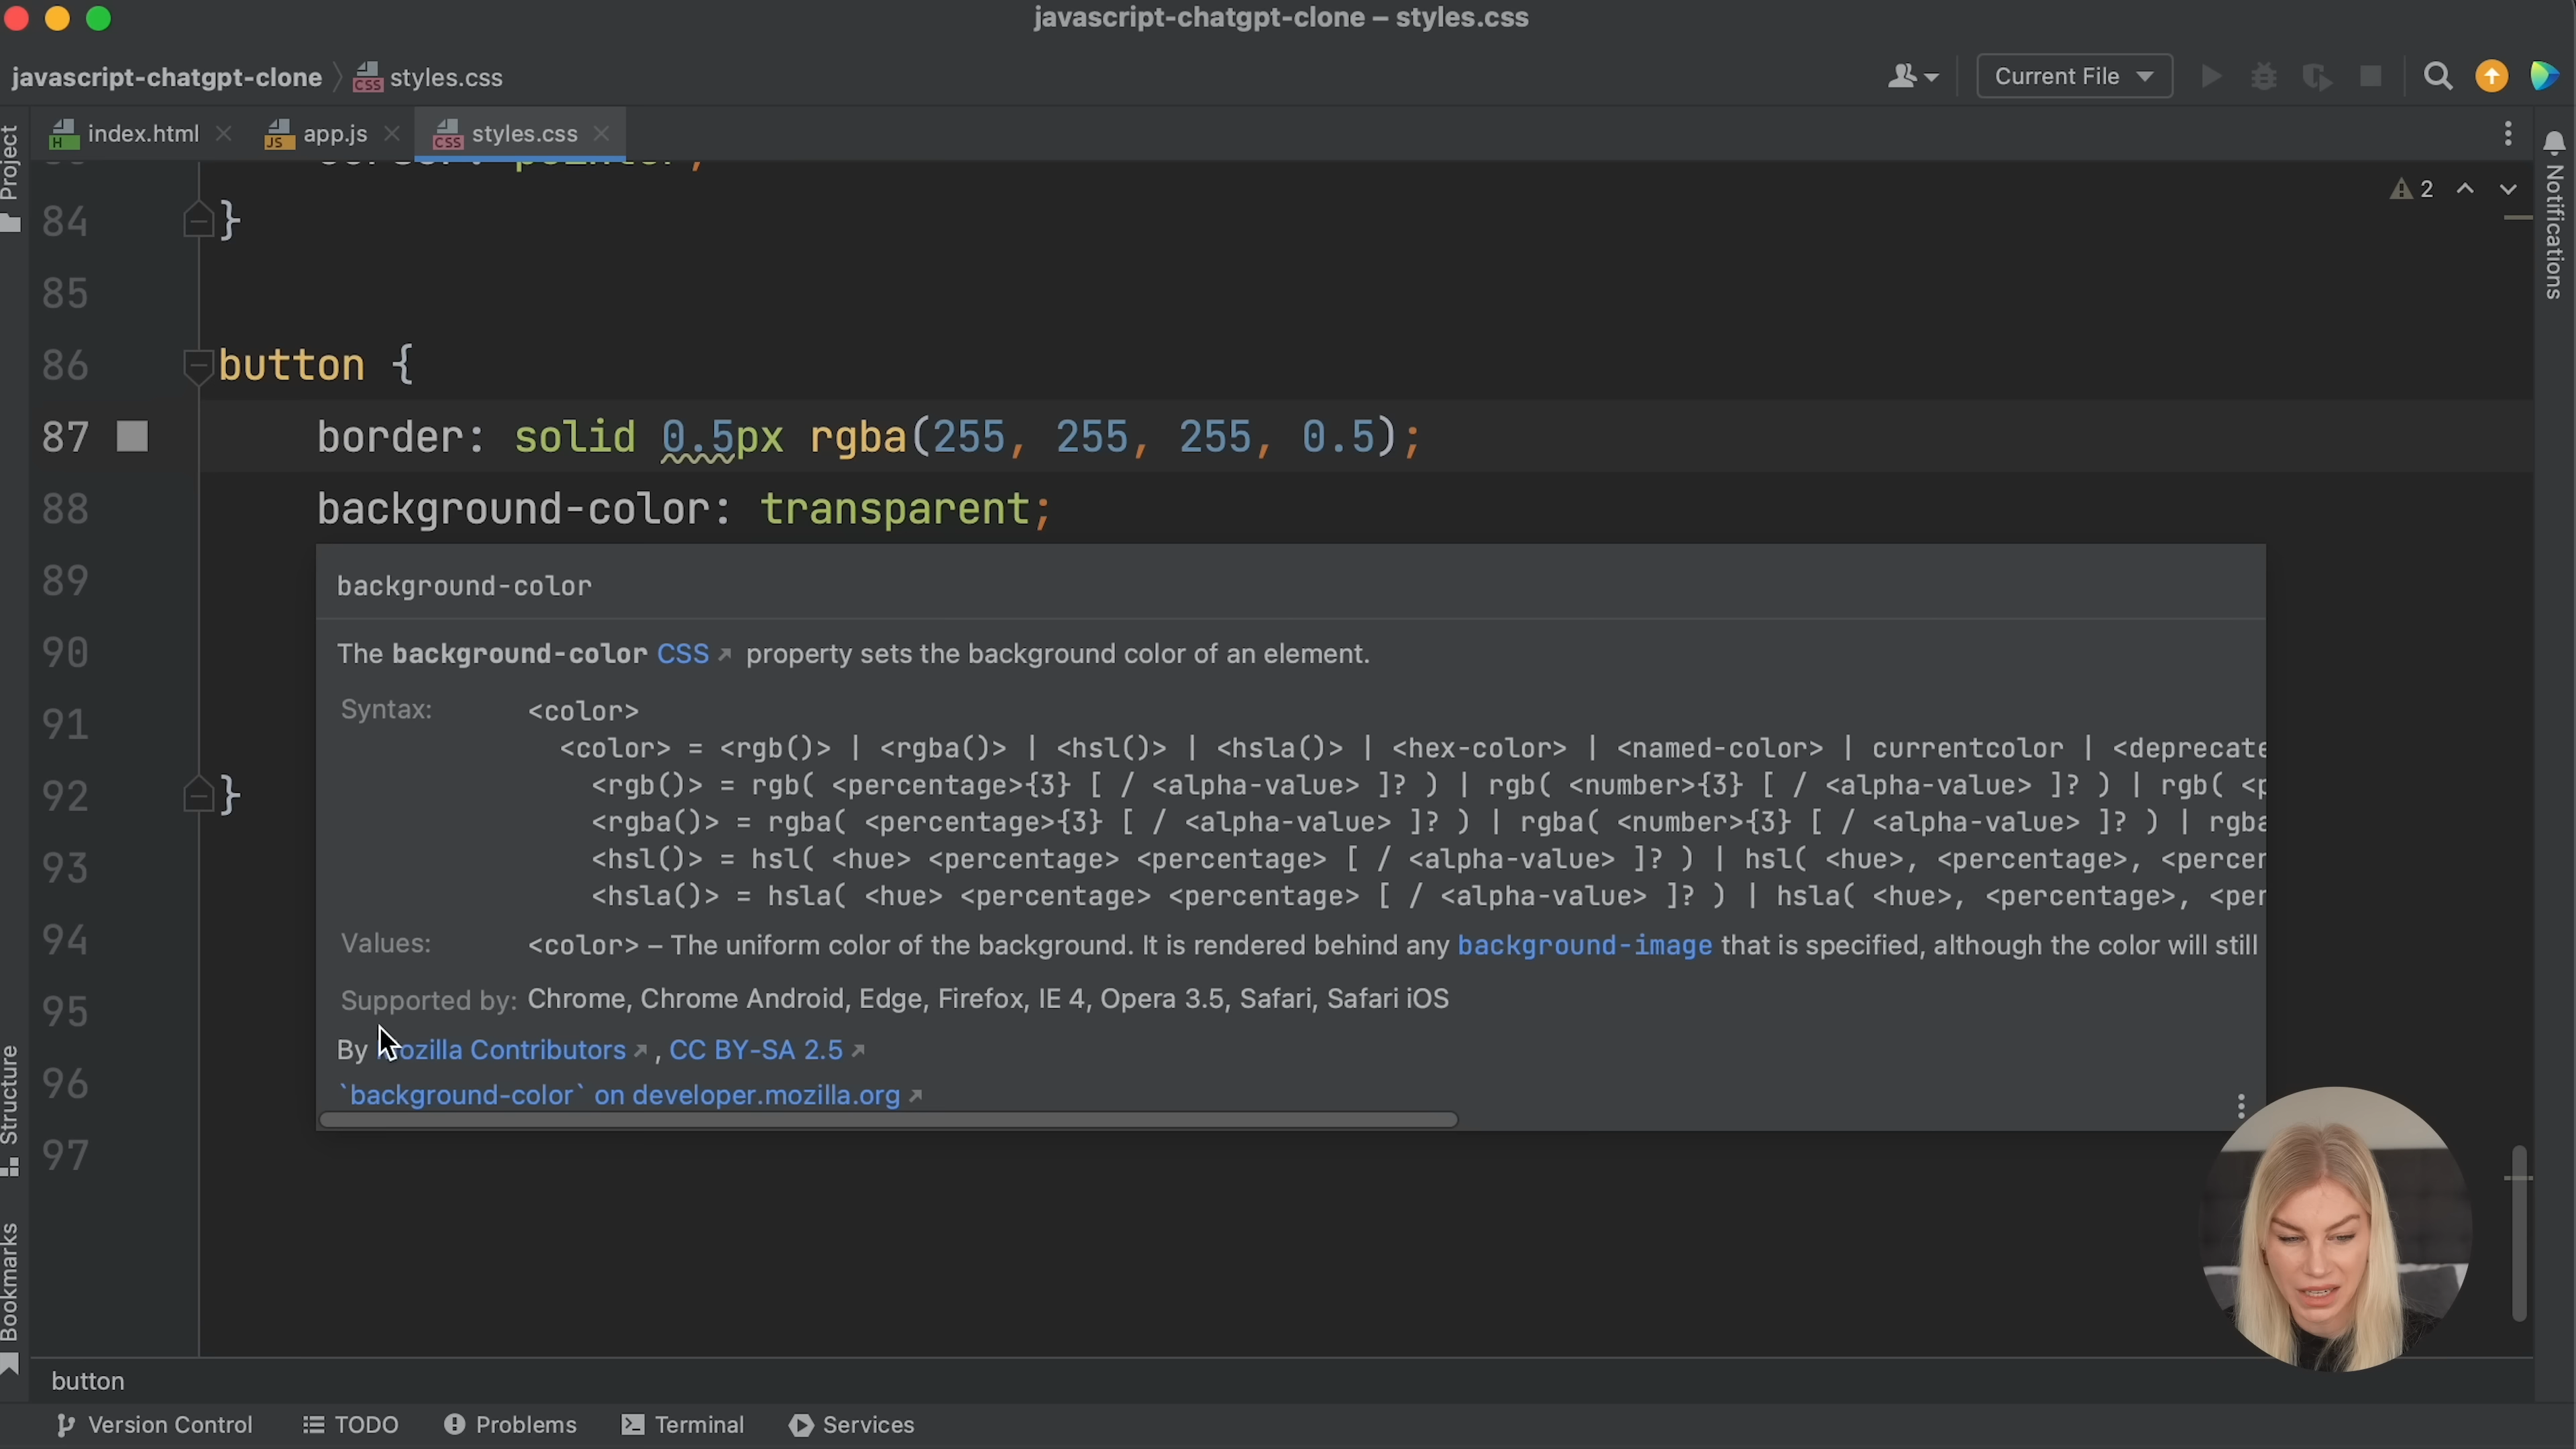 javascript-chatgpt-clone – styles.css
javascript-chatgpt-clone
styles.css
Current File
index.html
app.js
styles.css
Project
Notifications
2
84 }
85
86 button {
87 border: solid 0.5px rgba(255, 255, 255, 0.5);
88 background-color: transparent;
89
90
91
92 }
93
94
95
96
97
background-color
The background-color CSS property sets the background color of an element.
Syntax: <color>
<color> = <rgb()> | <rgba()> | <hsl()> | <hsla()> | <hex-color> | <named-color> | currentcolor | <deprecate
<rgb()> = rgb( <percentage>{3} [ / <alpha-value> ]? ) | rgb( <number>{3} [ / <alpha-value> ]? ) | rgb( <p
<rgba()> = rgba( <percentage>{3} [ / <alpha-value> ]? ) | rgba( <number>{3} [ / <alpha-value> ]? ) | rgba
<hsl()> = hsl( <hue> <percentage> <percentage> [ / <alpha-value> ]? ) | hsl( <hue>, <percentage>, <percen
<hsla()> = hsla( <hue> <percentage> <percentage> [ / <alpha-value> ]? ) | hsla( <hue>, <percentage>, <per
Values: <color> – The uniform color of the background. It is rendered behind any background-image that is specified, although the color will still
Supported by: Chrome, Chrome Android, Edge, Firefox, IE 4, Opera 3.5, Safari, Safari iOS
By Mozilla Contributors , CC BY-SA 2.5
`background-color` on developer.mozilla.org
Structure
Bookmarks
button
Version Control
TODO
Problems
Terminal
Services